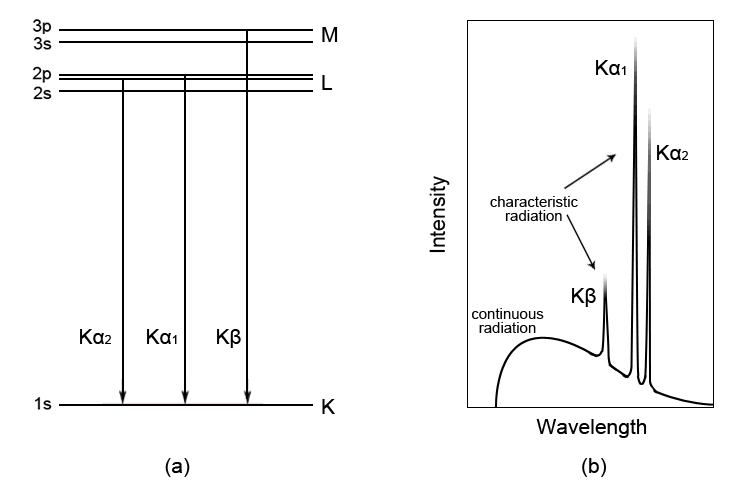 3p
3s
M
2p
2s
L
Kα2
Kα1
Kβ
1s
K
(a)
Intensity
Kα1
Kα2
characteristic
radiation
Kβ
continuous
radiation
Wavelength
(b)